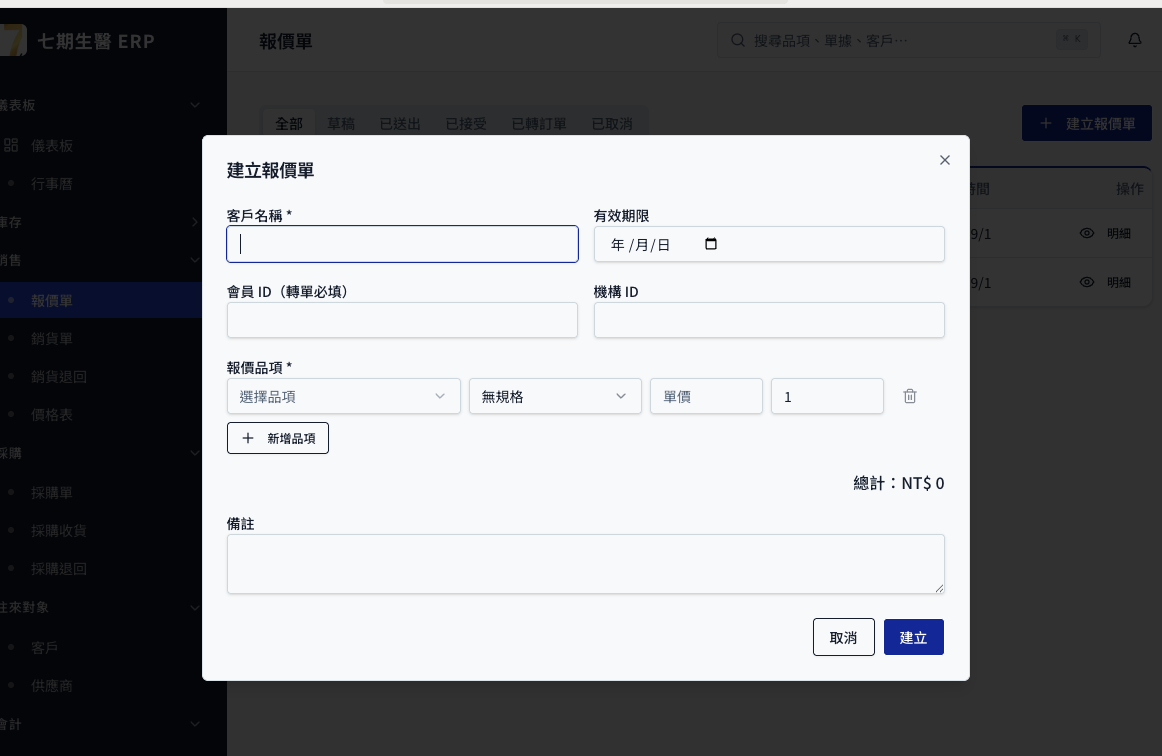 七期生醫 ERP
報價單
搜尋品項、單據、客戶…
⌘ K
儀表板
儀表板
行事曆
庫存
銷售
報價單
銷貨單
銷貨退回
價格表
採購
採購單
採購收貨
採購退回
往來對象
客戶
供應商
會計
全部 草稿 已送出 已接受 已轉訂單 已取消
建立報價單
時間 操作
9/1 明細
9/1 明細
建立報價單
客戶名稱 * 有效期限
年 /月/日
會員 ID（轉單必填） 機構 ID
報價品項 *
選擇品項 無規格 單價 1
新增品項
總計：NT$ 0
備註
取消 建立